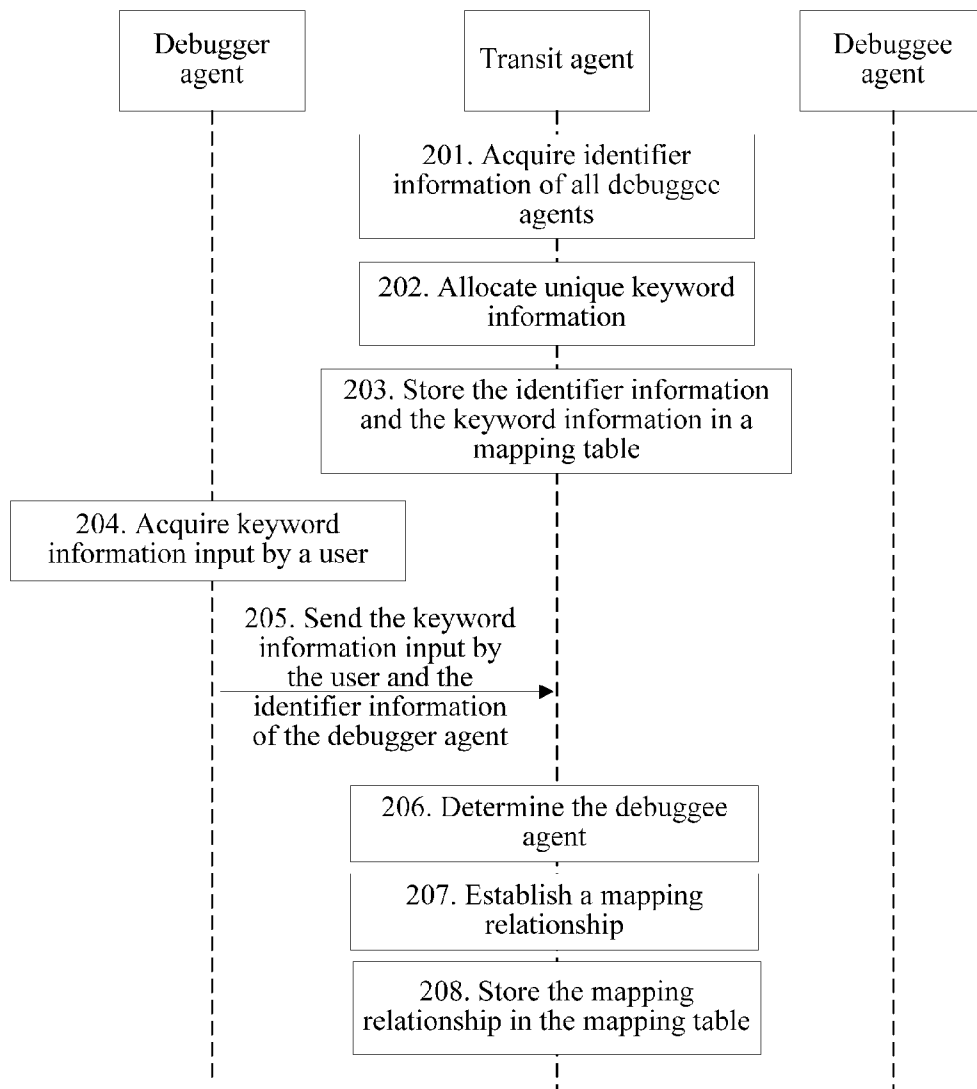 Debugger
agent
Transit agent
Debuggee
agent
201. Acquire identifier
information of all debuggee
agents
202. Allocate unique keyword
information
203. Store the identifier information
and the keyword information in a
mapping table
204. Acquire keyword
information input by a user
205. Send the keyword
information input by
the user and the
identifier information
of the debugger agent
206. Determine the debuggee
agent
207. Establish a mapping
relationship
208. Store the mapping
relationship in the mapping table